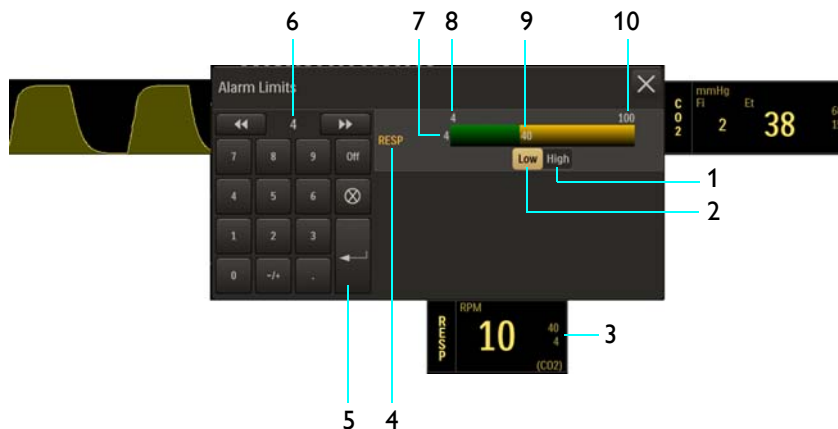 6 7 8 9 10
Alarm Limits
4
7 8 9 Off
4 5 6
1 2 3
0 -/+ .
RESP
4 100
4 40
Low High
1
2
CO2
mmHg
Fi Et
2 38
RESP
RPM
10
40
4
(CO2)
3
5 4